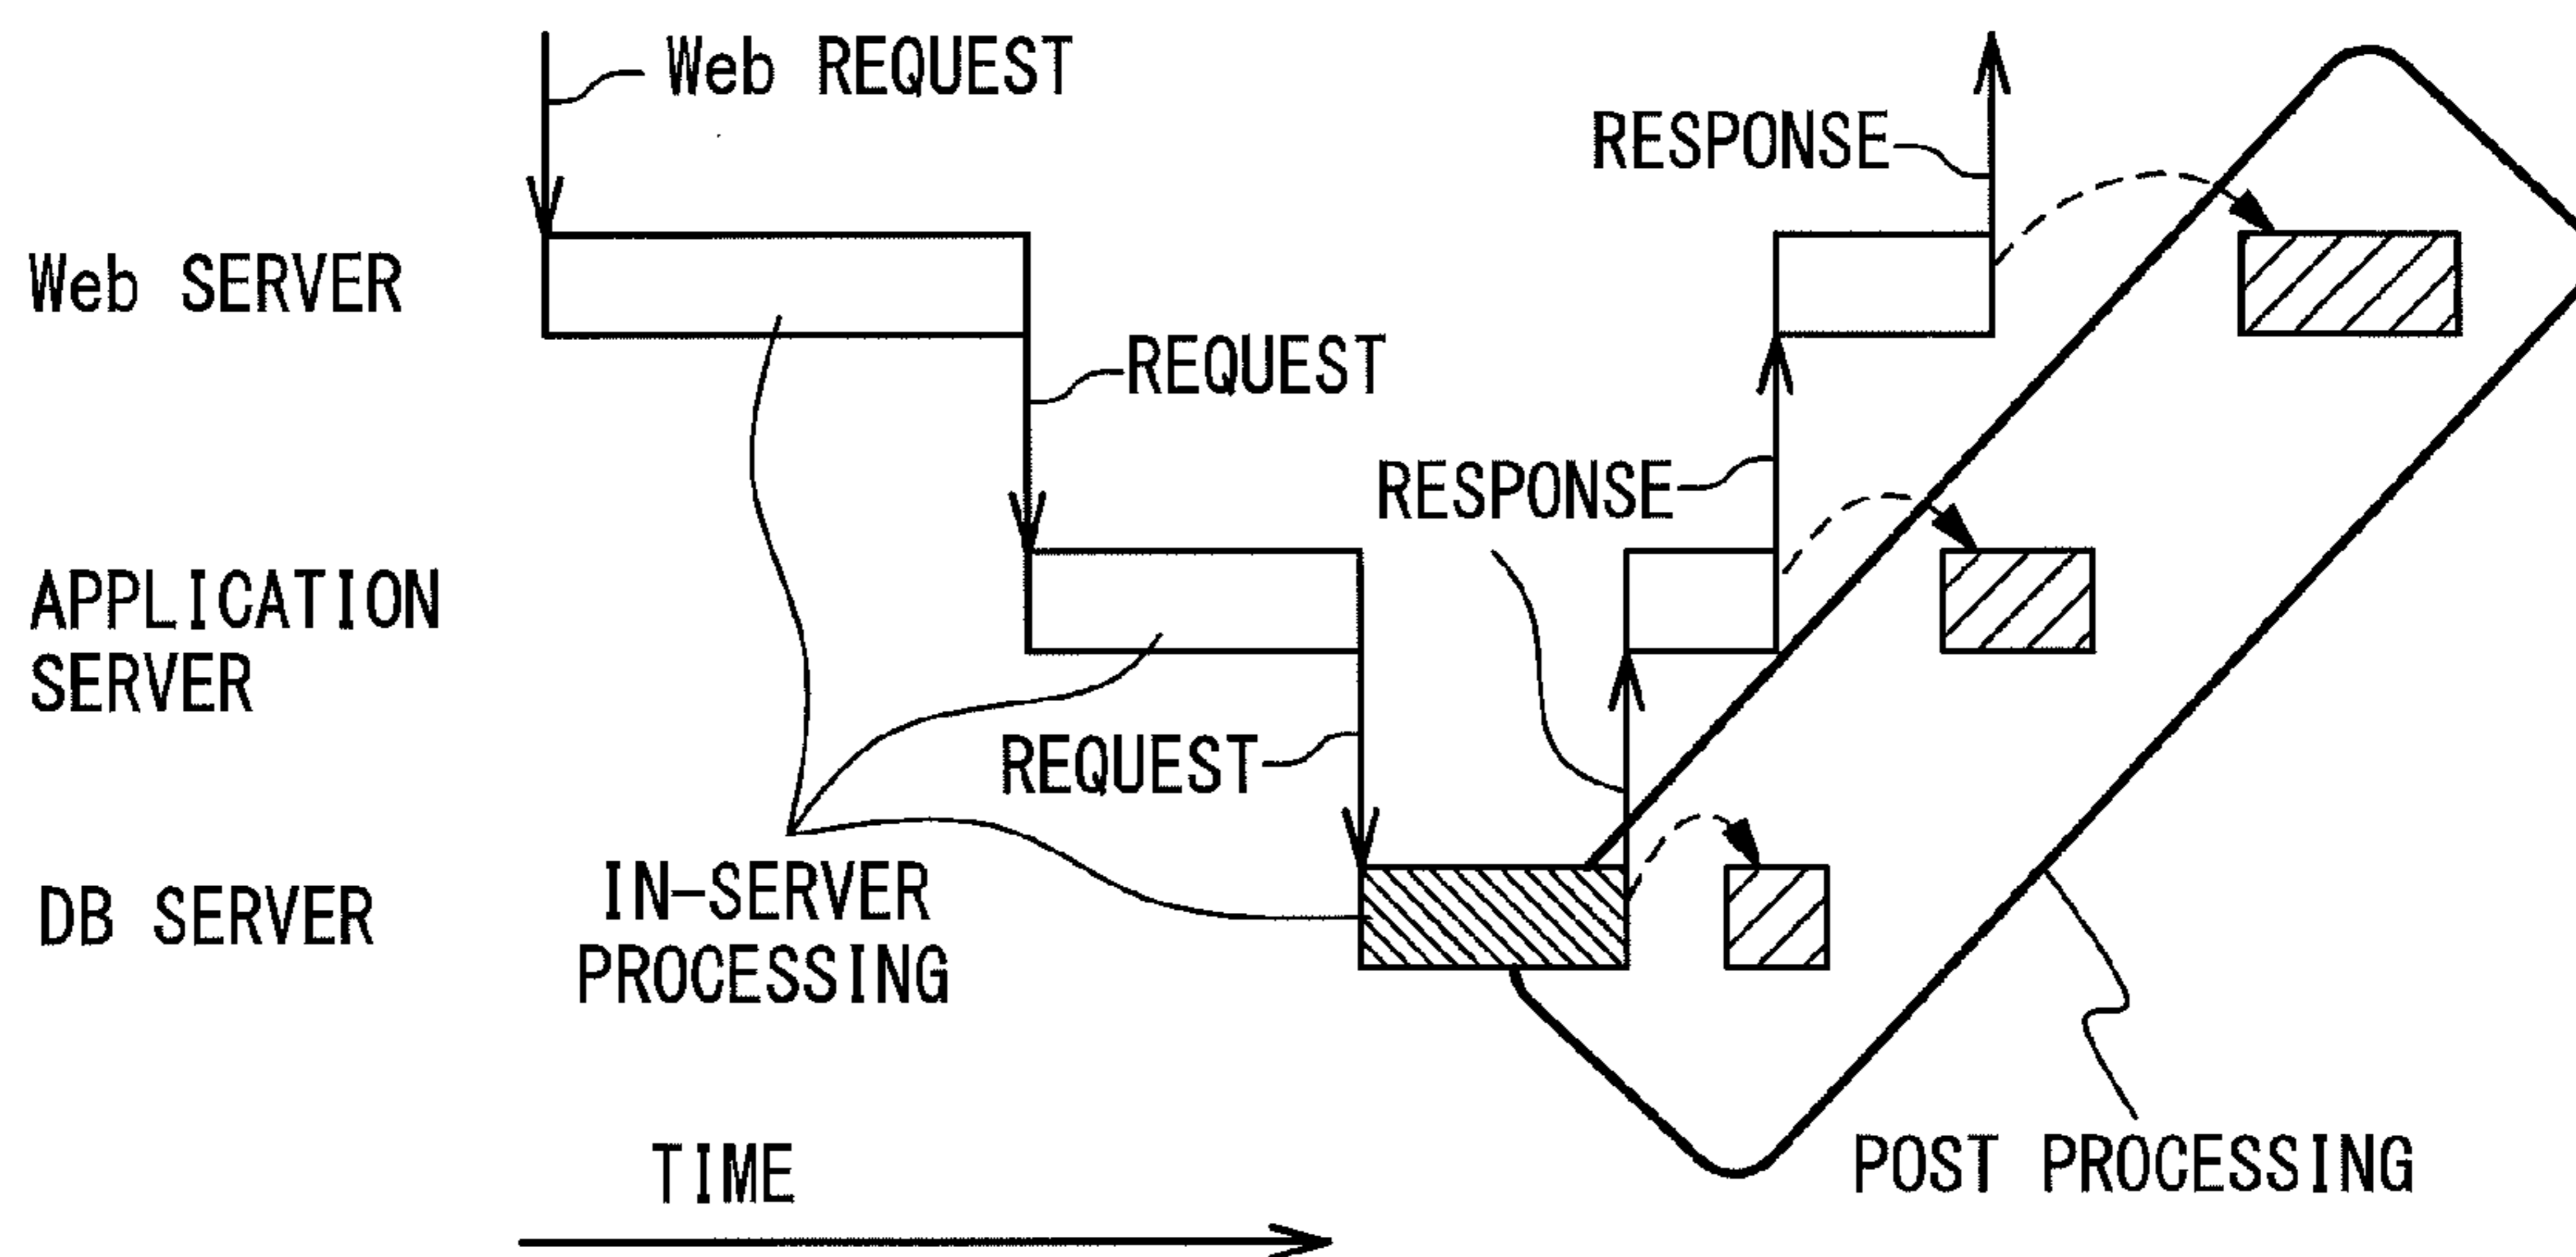 Web REQUEST
RESPONSE
Web SERVER
REQUEST
RESPONSE
APPLICATION
SERVER
REQUEST
DB SERVER
IN-SERVER
PROCESSING
TIME
POST PROCESSING